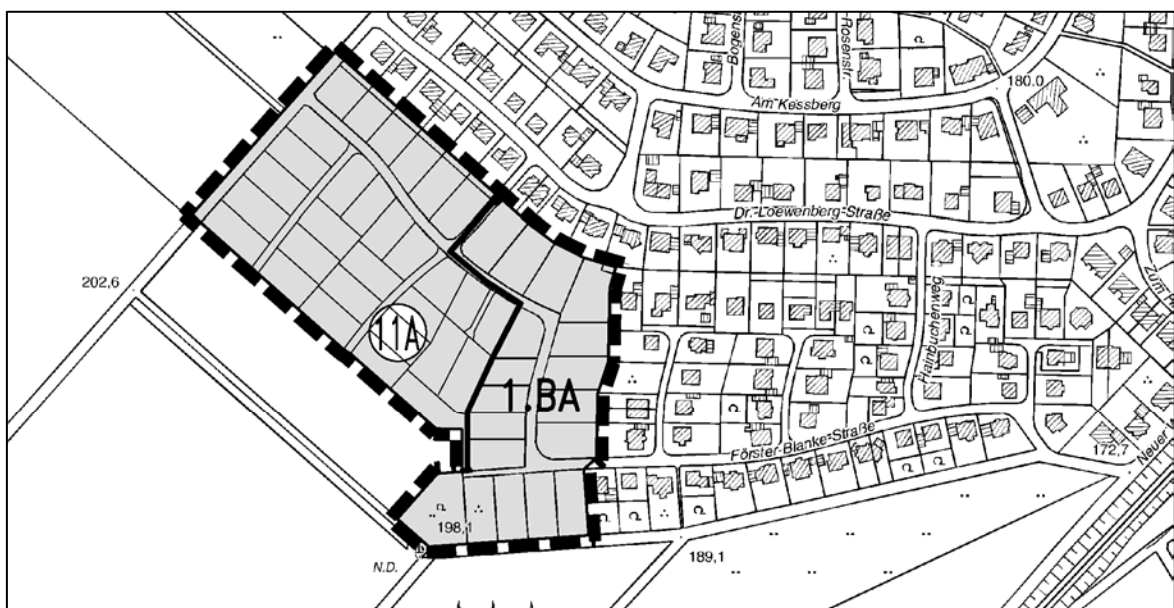 Bogenstr.
Rosenstr.
180.0
Am Kessberg
Dr.-Loewenberg-Straße
202,6
11A
Hainbuchenweg
1.BA
Förster-Blanke-Straße
172,7
Neuer
198,1
189,1
N.D.